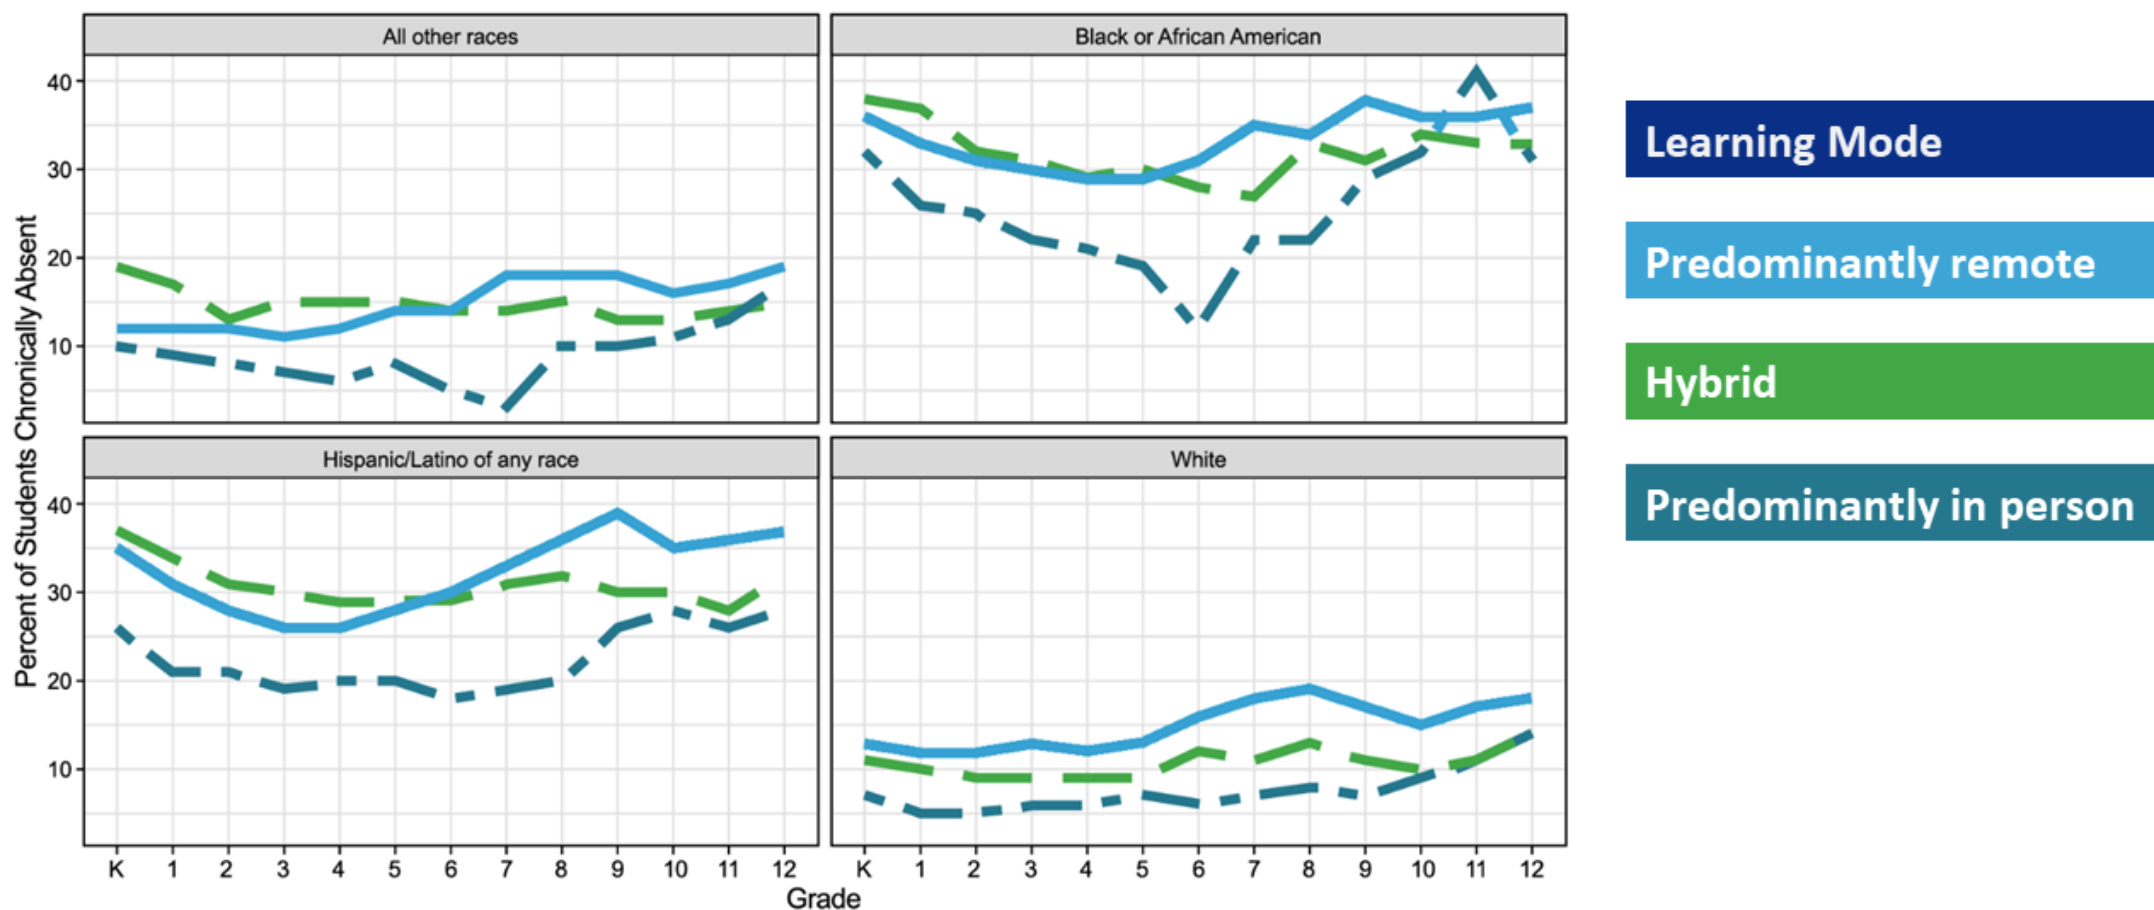 All other races
Black or African American
40
30
20
10
Hispanic/Latino of any race
White
40
30
20
10
Percent of Students Chronically Absent
K 1 2 3 4 5 6 7 8 9 10 11 12
K 1 2 3 4 5 6 7 8 9 10 11 12
Grade
Learning Mode
Predominantly remote
Hybrid
Predominantly in person